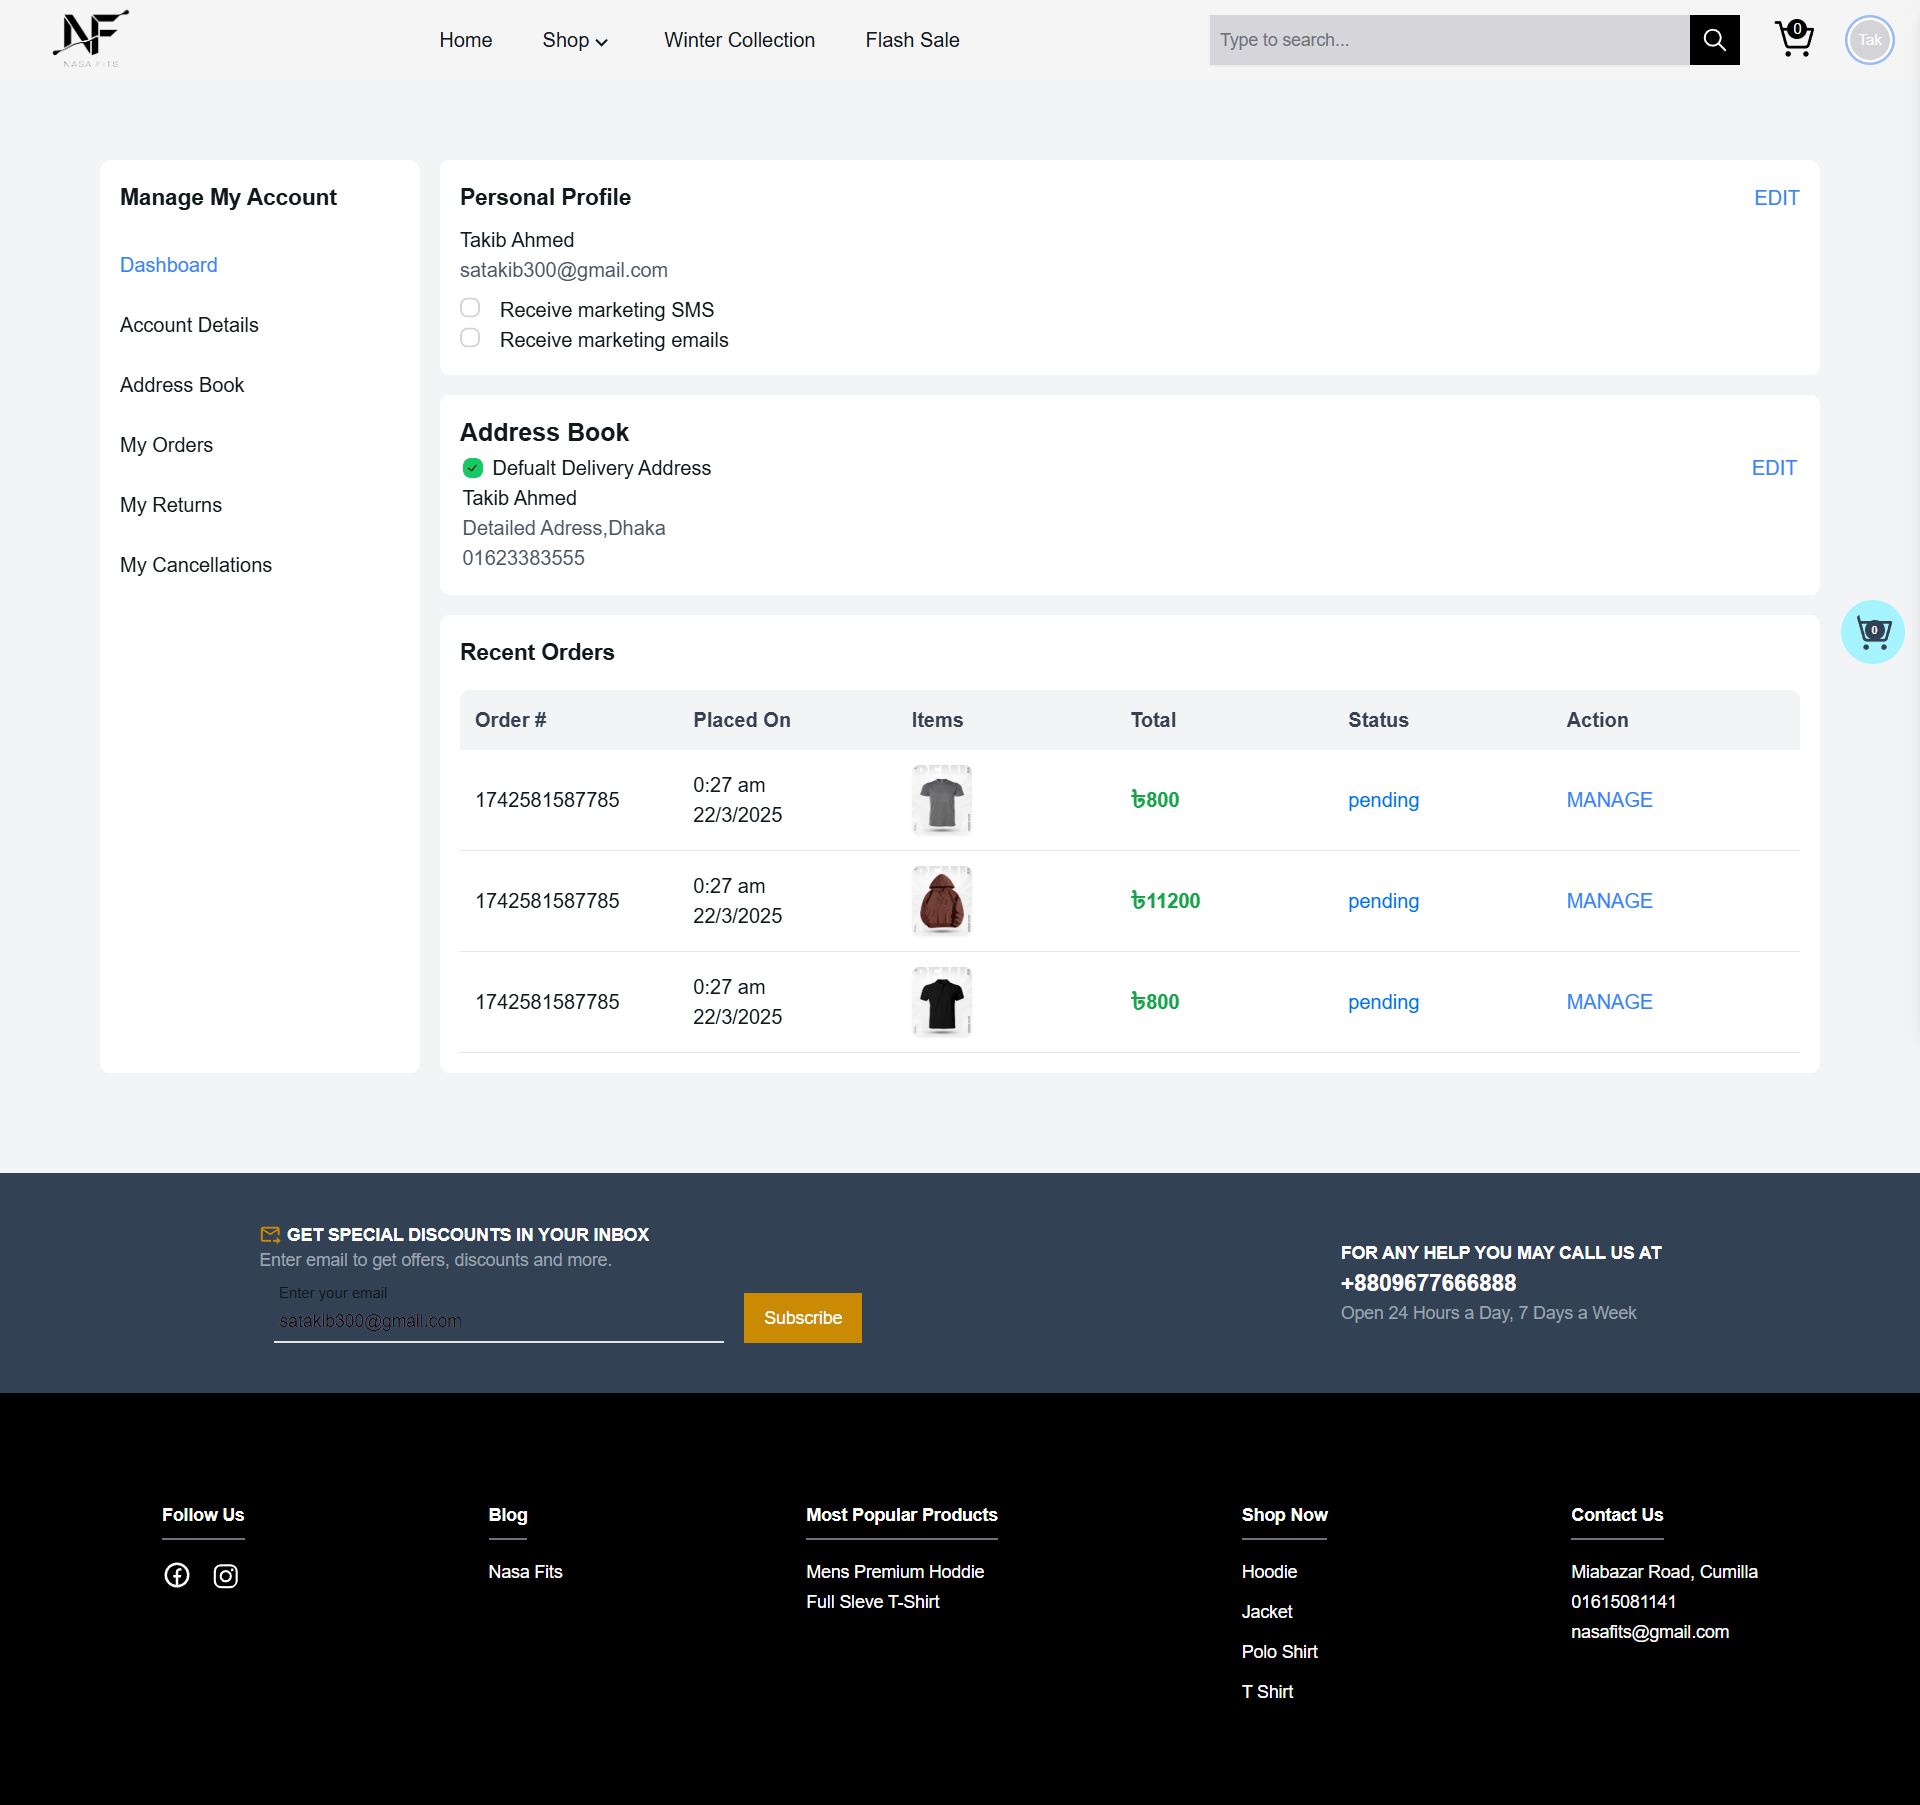 NF
NASA FITS
Home
Shop
Winter Collection
Flash Sale
Type to search...
0
Tak
Manage My Account
Dashboard
Account Details
Address Book
My Orders
My Returns
My Cancellations
Personal Profile
EDIT
Takib Ahmed
satakib300@gmail.com
Receive marketing SMS
Receive marketing emails
Address Book
Defualt Delivery Address
EDIT
Takib Ahmed
Detailed Adress,Dhaka
01623383555
0
Recent Orders
Order # Placed On Items Total Status Action
1742581587785 0:27 am 22/3/2025 ৳800 pending MANAGE
1742581587785 0:27 am 22/3/2025 ৳11200 pending MANAGE
1742581587785 0:27 am 22/3/2025 ৳800 pending MANAGE
GET SPECIAL DISCOUNTS IN YOUR INBOX
Enter email to get offers, discounts and more.
Enter your email
satakib300@gmail.com
Subscribe
FOR ANY HELP YOU MAY CALL US AT
+8809677666888
Open 24 Hours a Day, 7 Days a Week
Follow Us
Blog
Nasa Fits
Most Popular Products
Mens Premium Hoddie
Full Sleve T-Shirt
Shop Now
Hoodie
Jacket
Polo Shirt
T Shirt
Contact Us
Miabazar Road, Cumilla
01615081141
nasafits@gmail.com